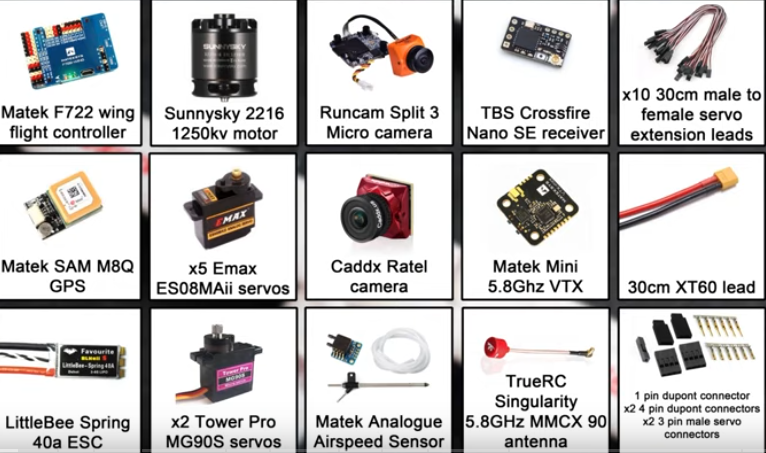 Matek F722 wing
flight controller
SUNNYSKY
Sunnysky 2216
1250kv motor
Runcam Split 3
Micro camera
TBS Crossfire
Nano SE receiver
x10 30cm male to
female servo
extension leads
Matek SAM M8Q
GPS
EMAX
x5 Emax
ES08MAii servos
Caddx Ratel
camera
Matek Mini
5.8Ghz VTX
30cm XT60 lead
Favourite
LittleBee-Spring 40A
LittleBee Spring
40a ESC
Tower Pro
MG90S
x2 Tower Pro
MG90S servos
Matek Analogue
Airspeed Sensor
TrueRC
Singularity
5.8GHz MMCX 90
antenna
1 pin dupont connector
x2 4 pin dupont connectors
x2 3 pin male servo
connectors